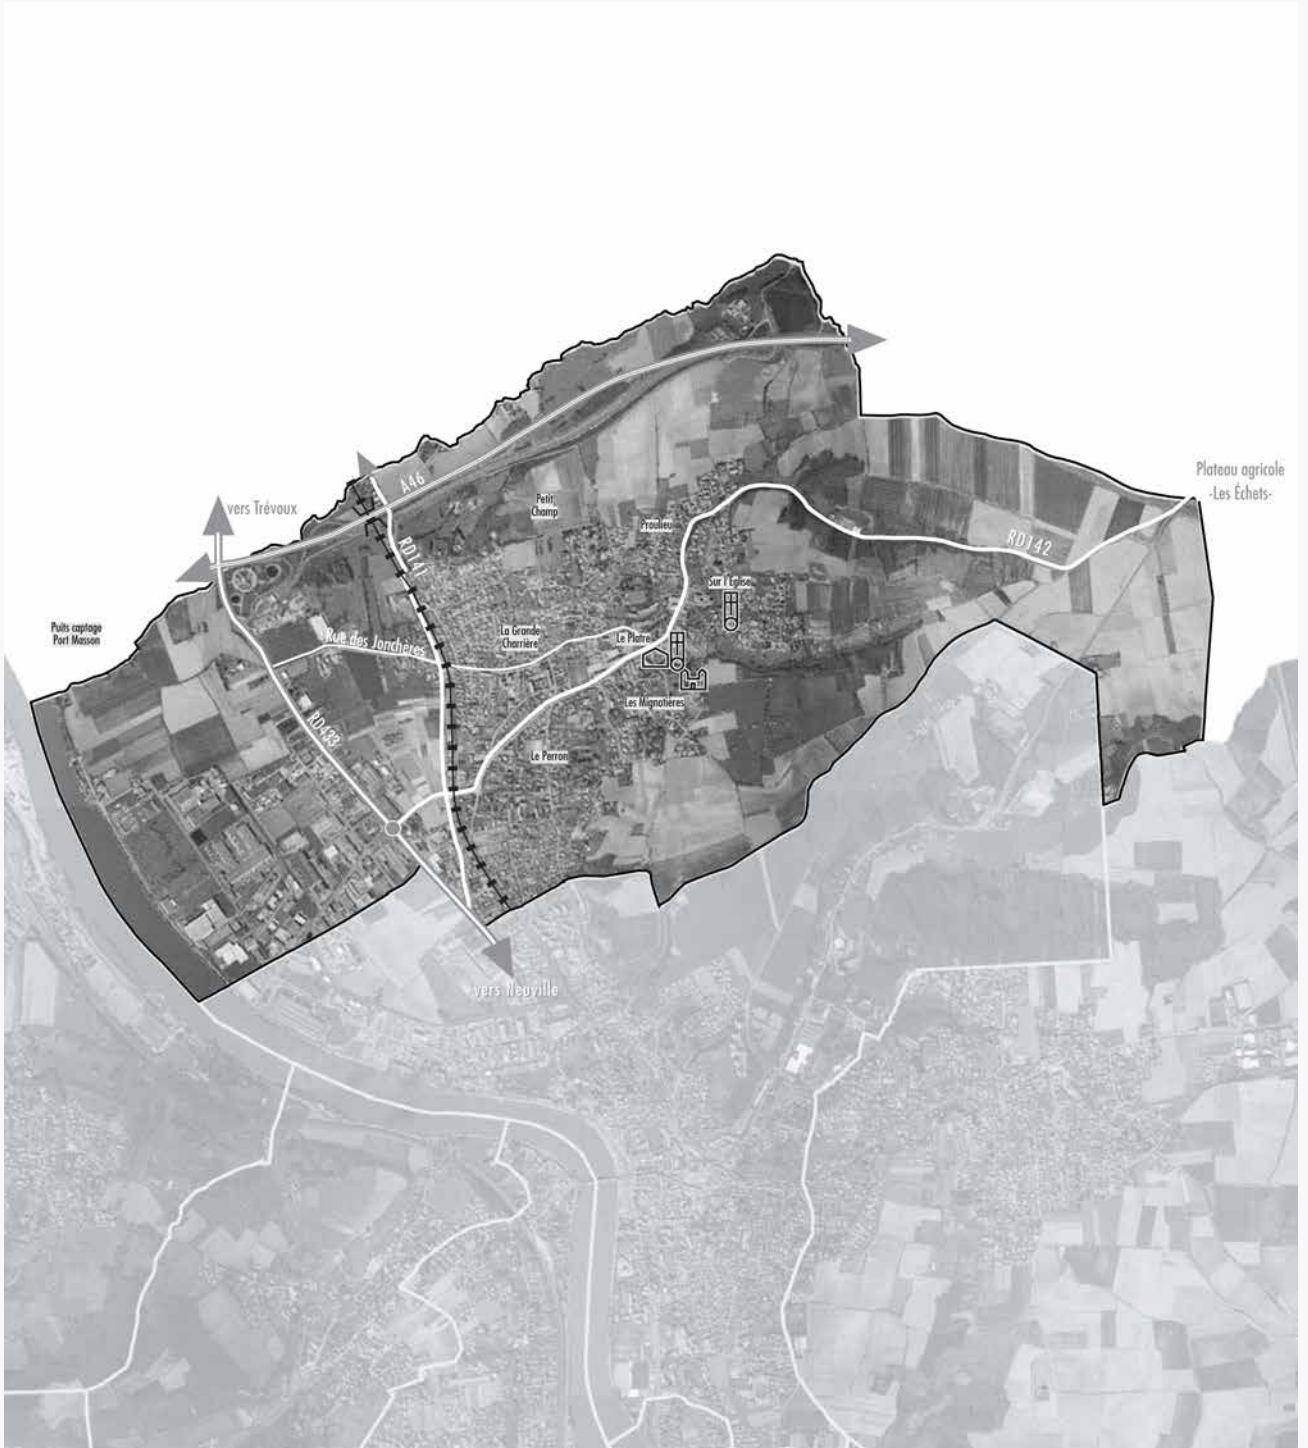 Plateau agricole
-Les Échets-
A46
Petit
Champ
vers Trévoux
Proulieu
RD142
RD141
Sur l'Eglise
Puits captage
Port Masson
La Grande
Charrière
Rue des Jonchères
Le Platre
Les Mignotières
RD433
Le Perron
vers Neuville